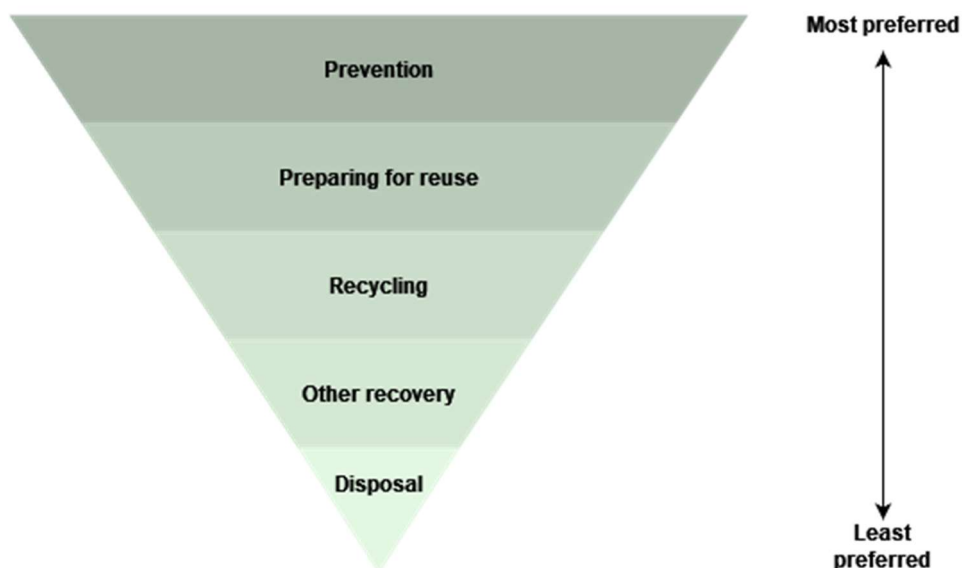 Most preferred
Prevention
Preparing for reuse
Recycling
Other recovery
Disposal
Least
preferred